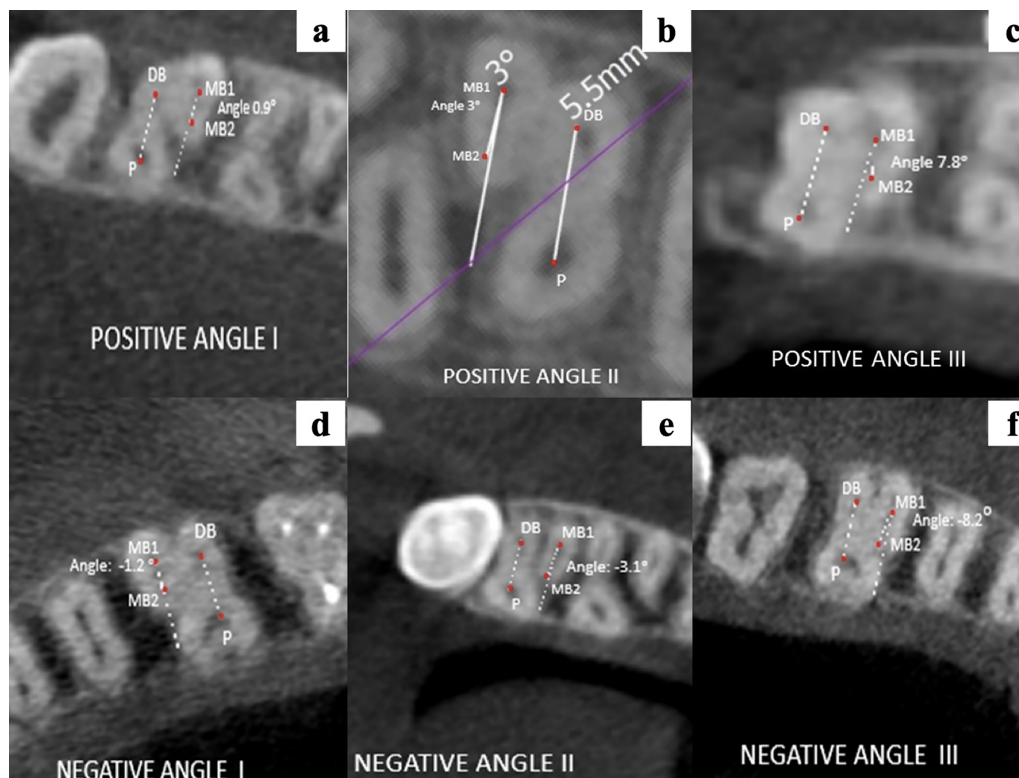 a
DB
MB1
Angle 0.9°
MB2
P
POSITIVE ANGLE I
b
3°
MB1
Angle 3°
5.5mm
DB
MB2
P
POSITIVE ANGLE II
c
DB
MB1
Angle 7.8°
MB2
P
POSITIVE ANGLE III
d
DB
MB1
Angle: -1.2 °
MB2
P
NEGATIVE ANGLE I
e
DB
MB1
Angle: -3.1°
MB2
P
NEGATIVE ANGLE II
f
DB
MB1
Angle: -8.2°
MB2
P
NEGATIVE ANGLE III